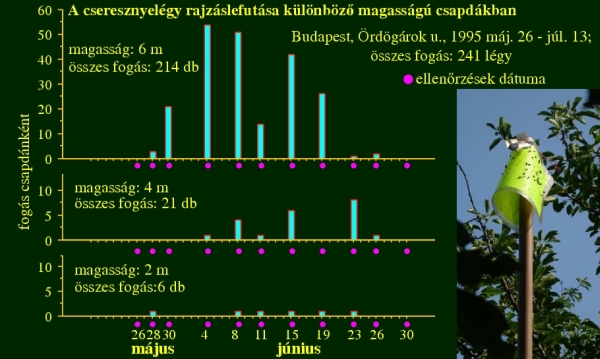 A cseresznyelégy rajzáslefutása különböző magasságú csapdákban
Budapest, Ördögárok u., 1995 máj. 26 - júl. 13;
összes fogás: 241 légy
ellenőrzések dátuma
fogás csapdánként
60
50
40
30
20
10
0
magasság: 6 m
összes fogás: 214 db
10
5
0
magasság: 4 m
összes fogás: 21 db
10
5
0
magasság: 2 m
összes fogás:6 db
26 28 30 4 8 11 15 19 23 26 30
május június